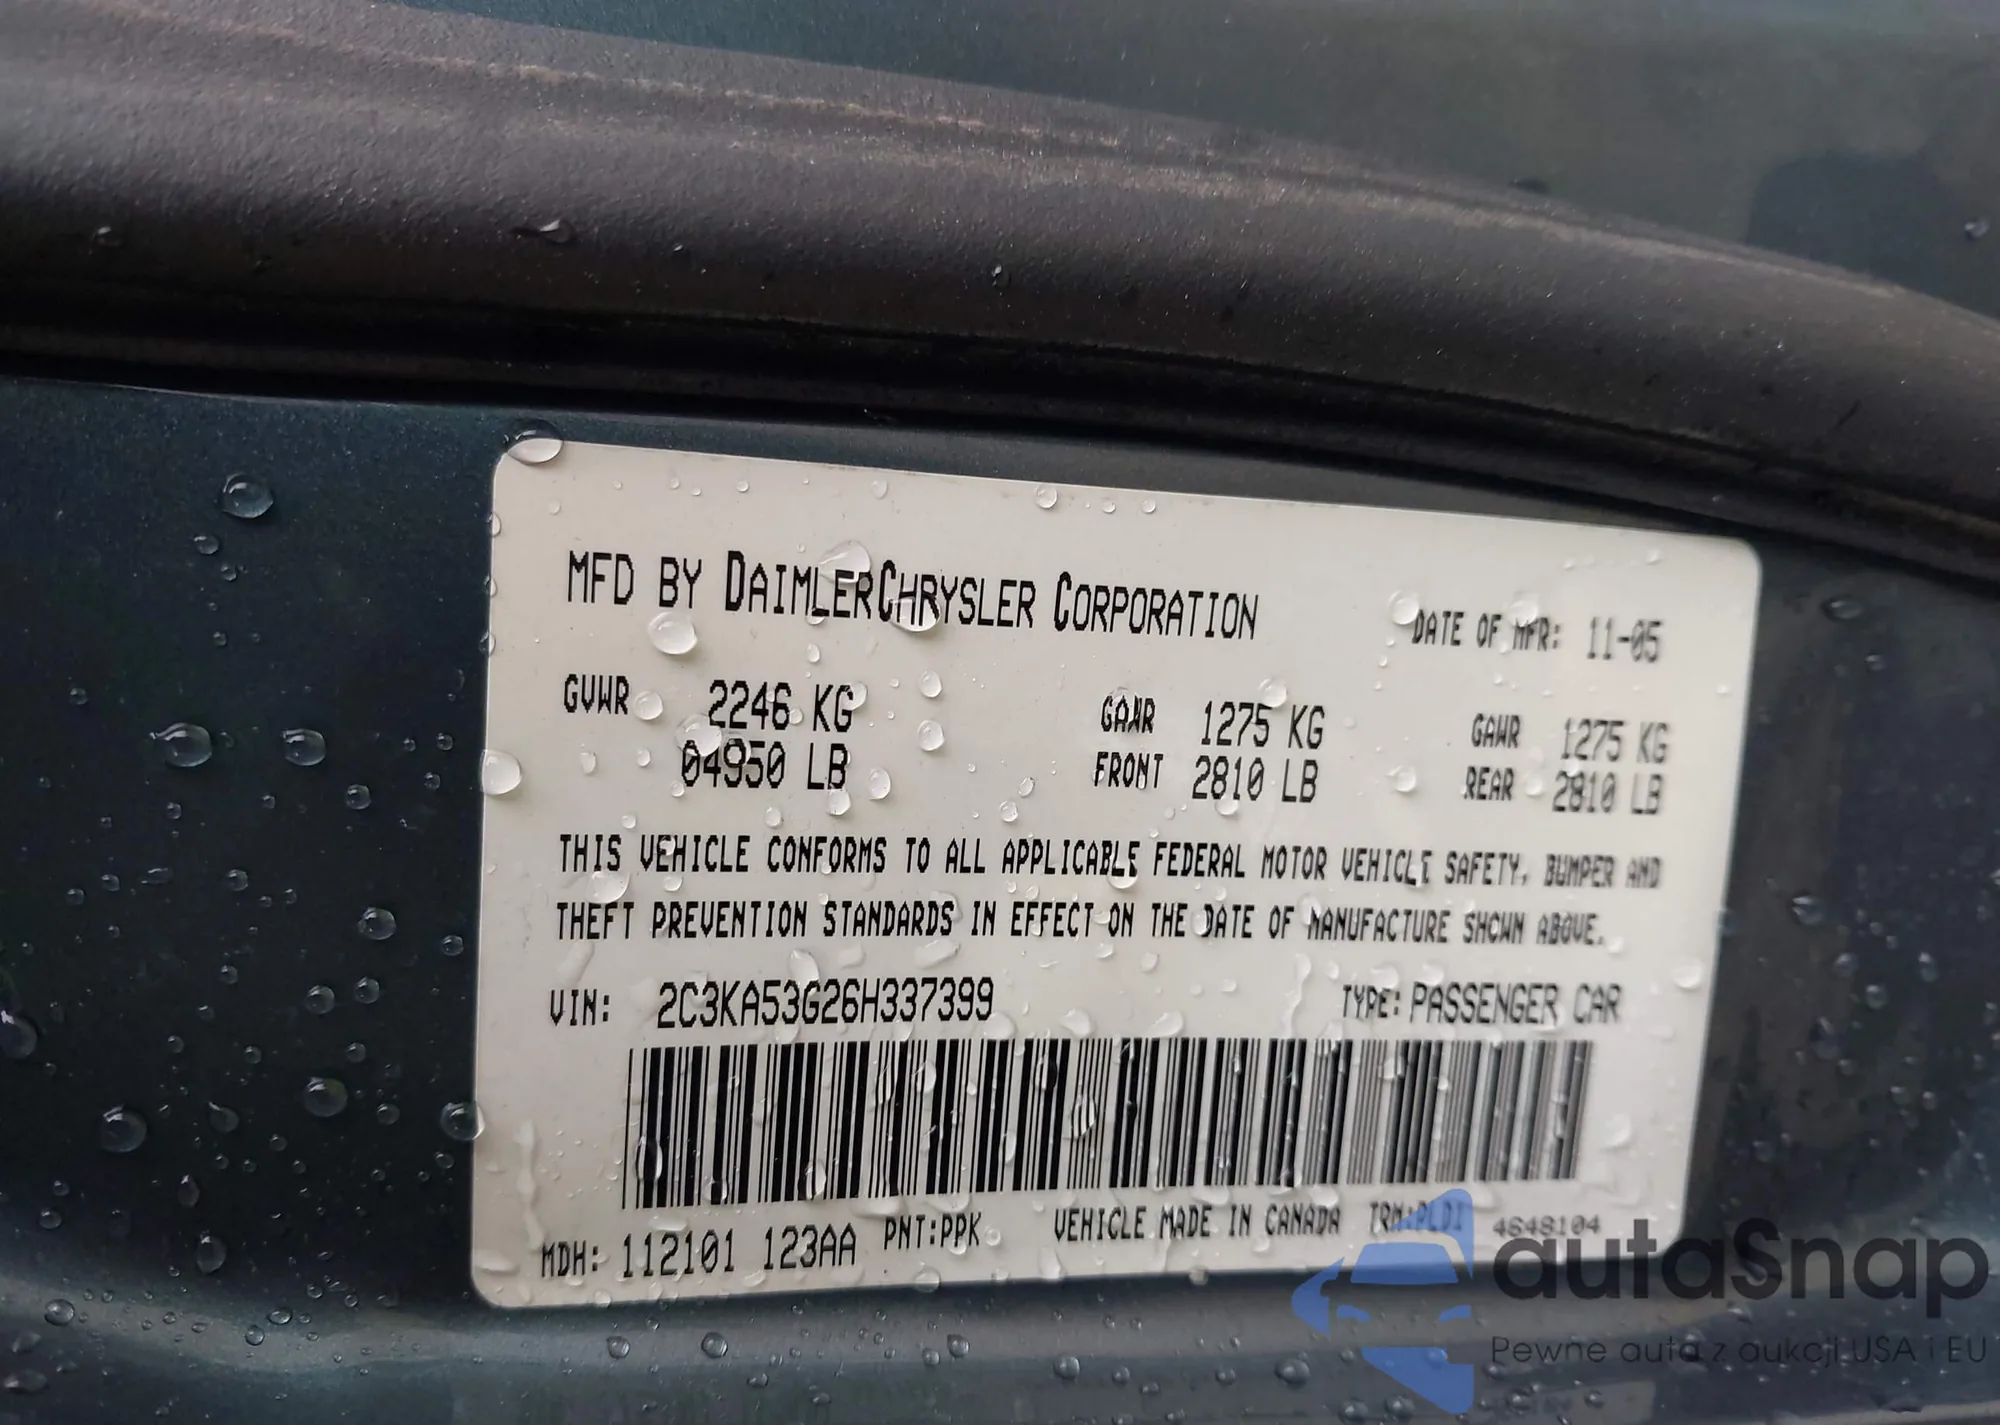 MFD BY DAIMLERCHRYSLER CORPORATION
DATE OF MFR: 11-05
GVWR 2246 KG
04950 LB
GAWR 1275 KG
FRONT 2810 LB
GAWR 1275 KG
REAR 2810 LB
THIS VEHICLE CONFORMS TO ALL APPLICABLE FEDERAL MOTOR VEHICLE SAFETY, BUMPER AND
THEFT PREVENTION STANDARDS IN EFFECT ON THE DATE OF MANUFACTURE SHOWN ABOVE.
VIN: 2C3KA53G26H337399
TYPE: PASSENGER CAR
MDH: 112101 123AA
PNT:PPK
VEHICLE MADE IN CANADA
TRM:PLD1
4648104
autaSnap
Pewne auta z aukcji USA i EU